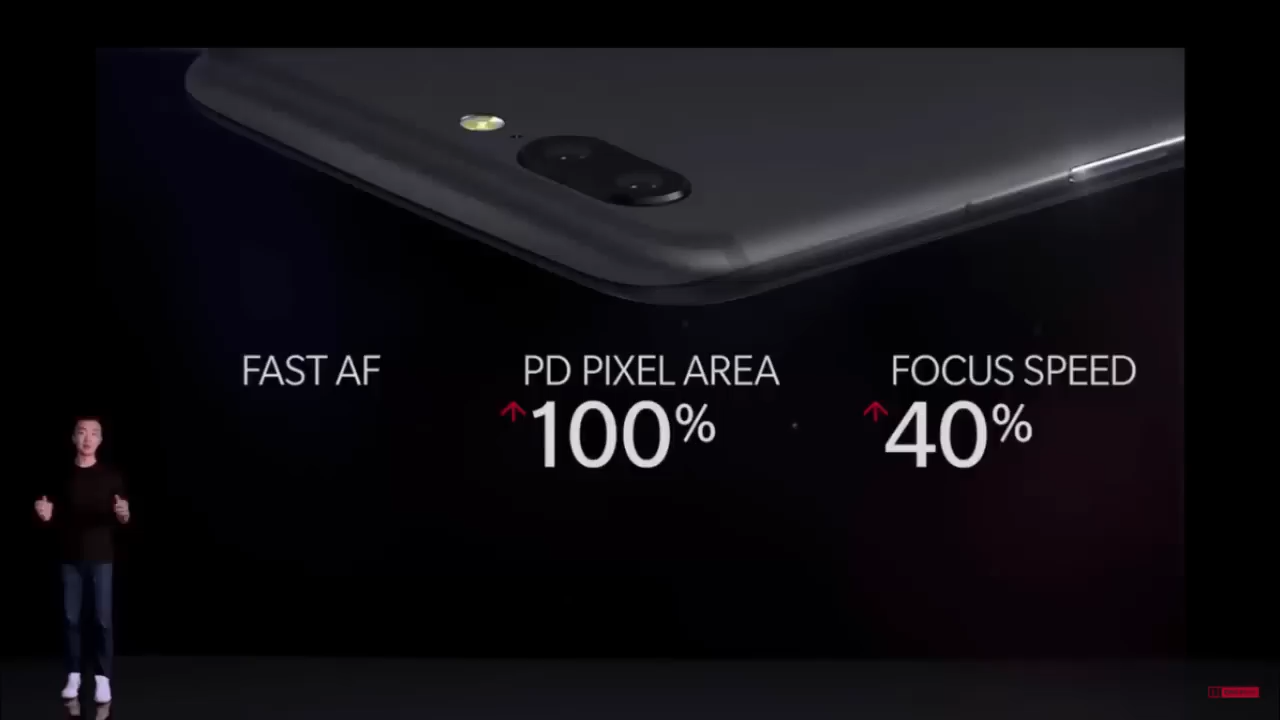 FAST AF
PD PIXEL AREA
FOCUS SPEED
↑100%
↑40%